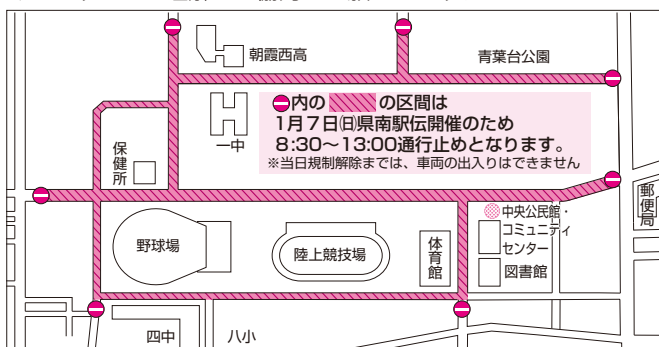 朝霞西高
青葉台公園
内の の区間は
1月7日㈰県南駅伝開催のため
8:30～13:00通行止めとなります。
※当日規制解除までは、車両の出入りはできません
一中
保健所
郵便局
中央公民館・
コミュニティ
センター
野球場
陸上競技場
体育館
図書館
四中
八小